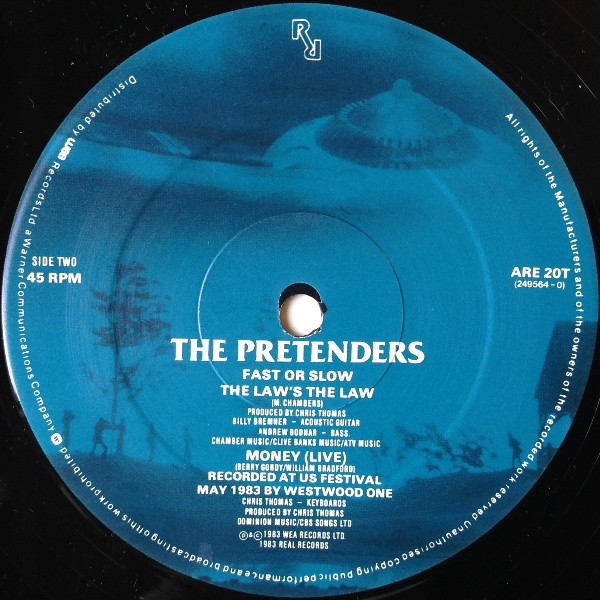 RR
SIDE TWO
45 RPM
ARE 20T
(249564-0)
THE PRETENDERS
FAST OR SLOW
THE LAW'S THE LAW
(M. CHAMBERS)
PRODUCED BY CHRIS THOMAS
BILLY BREMNER - ACOUSTIC GUITAR
ANDREW BODNAR - BASS
CHAMBER MUSIC/CLIVE BANKS MUSIC/ATV MUSIC
MONEY (LIVE)
(BERRY GORDY/WILLIAM BRADFORD)
RECORDED AT US FESTIVAL
MAY 1983 BY WESTWOOD ONE
CHRIS THOMAS - KEYBOARDS
PRODUCED BY CHRIS THOMAS
DOMINION MUSIC/CBS SONGS LTD
℗&© 1983 WEA RECORDS LTD.
1983 REAL RECORDS
All rights of the Manufacturers and of the owners of the recorded work reserved Unauthorised copying public performance and broadcasting of this work prohibited
Distributed by wea Records Ltd a Warner Communications Company